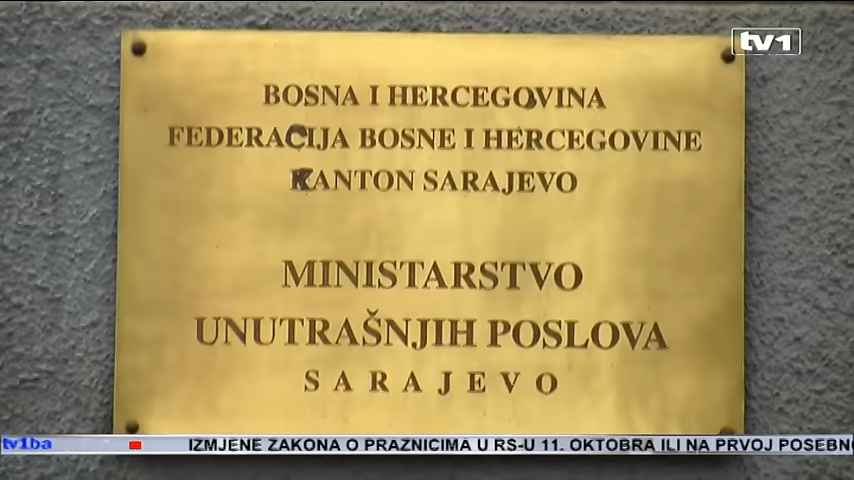 tv1
BOSNA I HERCEGOVINA
FEDERACIJA BOSNE I HERCEGOVINE
KANTON SARAJEVO
MINISTARSTVO
UNUTRAŠNJIH POSLOVA
SARAJEVO
tv1ba IZMJENE ZAKONA O PRAZNICIMA U RS-U 11. OKTOBRA ILI NA PRVOJ POSEBN